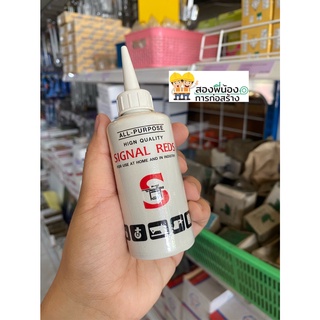 สองพี่น้อง
การก่อสร้าง
ALL-PURPOSE
HIGH QUALITY
SIGNAL REDS
FOR USE AT HOME AND IN INDUSTRY
S